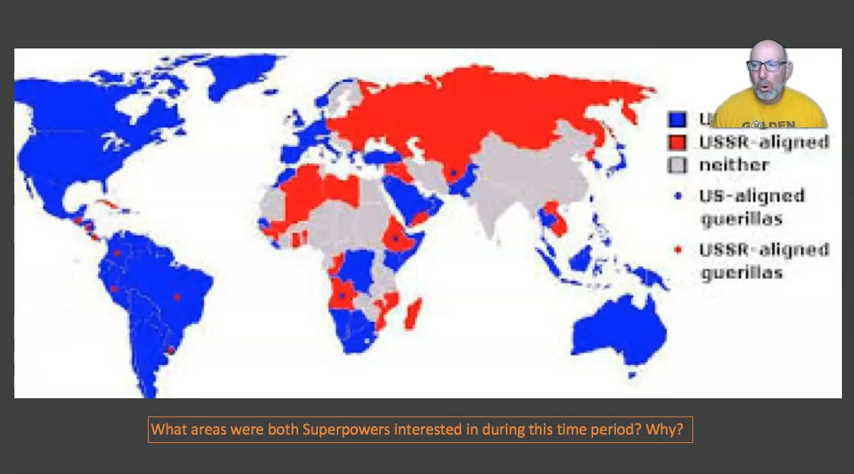 USSR-aligned
neither
US-aligned
guerillas
USSR-aligned
guerillas
GOLDEN
What areas were both Superpowers interested in during this time period? Why?